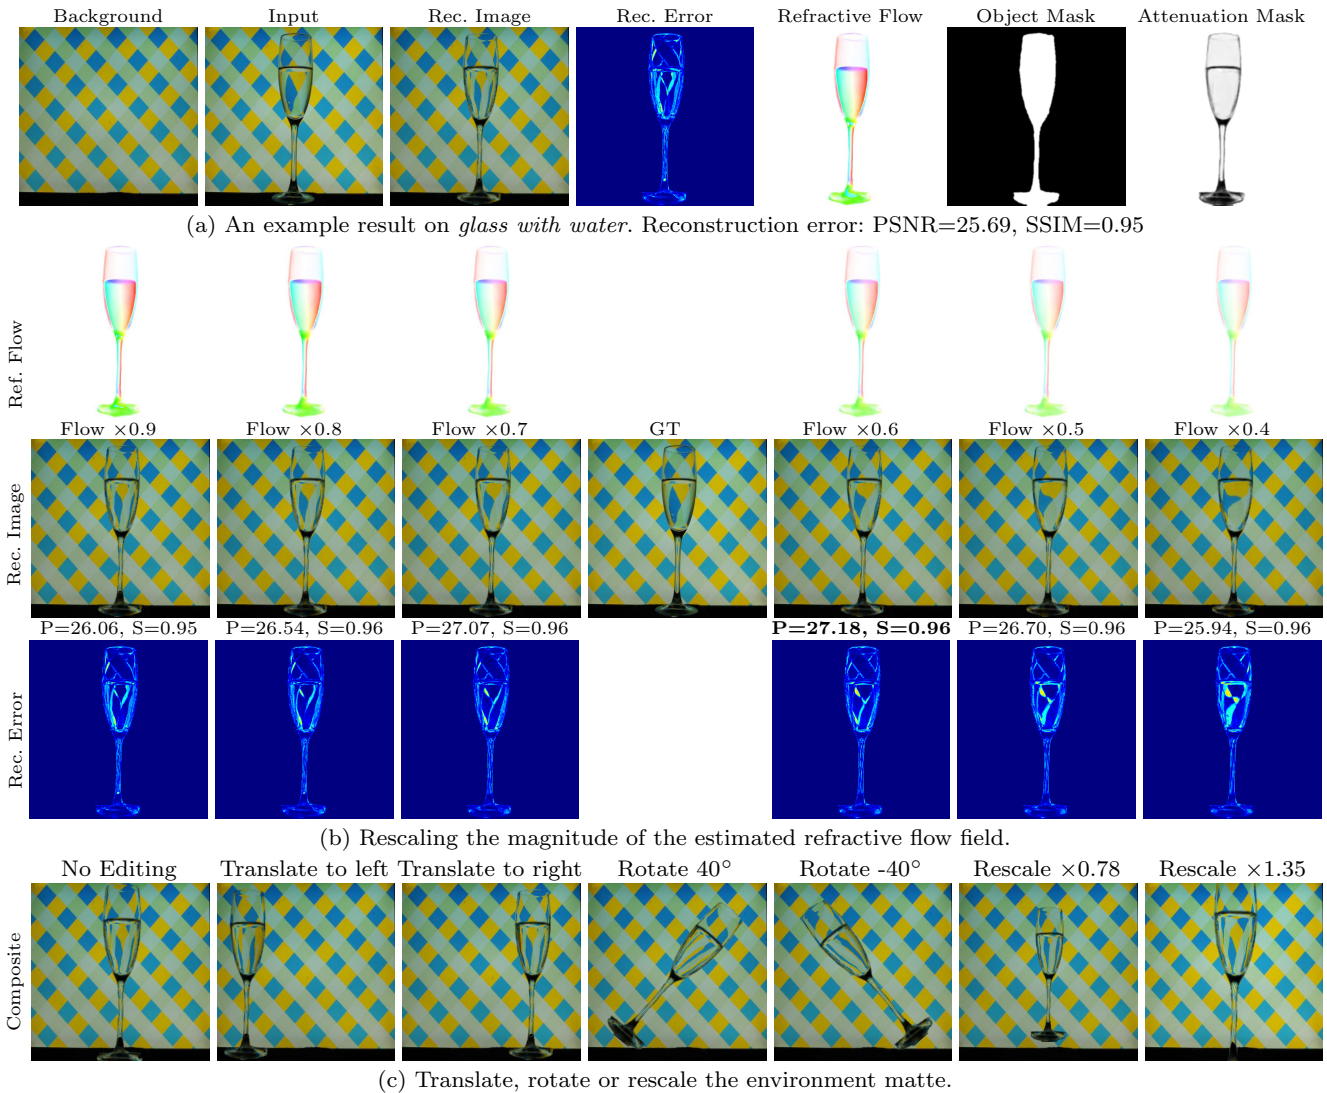 Background Input Rec. Image Rec. Error Refractive Flow Object Mask Attenuation Mask
(a) An example result on glass with water. Reconstruction error: PSNR=25.69, SSIM=0.95
Ref. Flow
Flow ×0.9 Flow ×0.8 Flow ×0.7 GT Flow ×0.6 Flow ×0.5 Flow ×0.4
Rec. Image
P=26.06, S=0.95 P=26.54, S=0.96 P=27.07, S=0.96 P=27.18, S=0.96 P=26.70, S=0.96 P=25.94, S=0.96
Rec. Error
(b) Rescaling the magnitude of the estimated refractive flow field.
No Editing Translate to left Translate to right Rotate 40° Rotate -40° Rescale ×0.78 Rescale ×1.35
Composite
(c) Translate, rotate or rescale the environment matte.